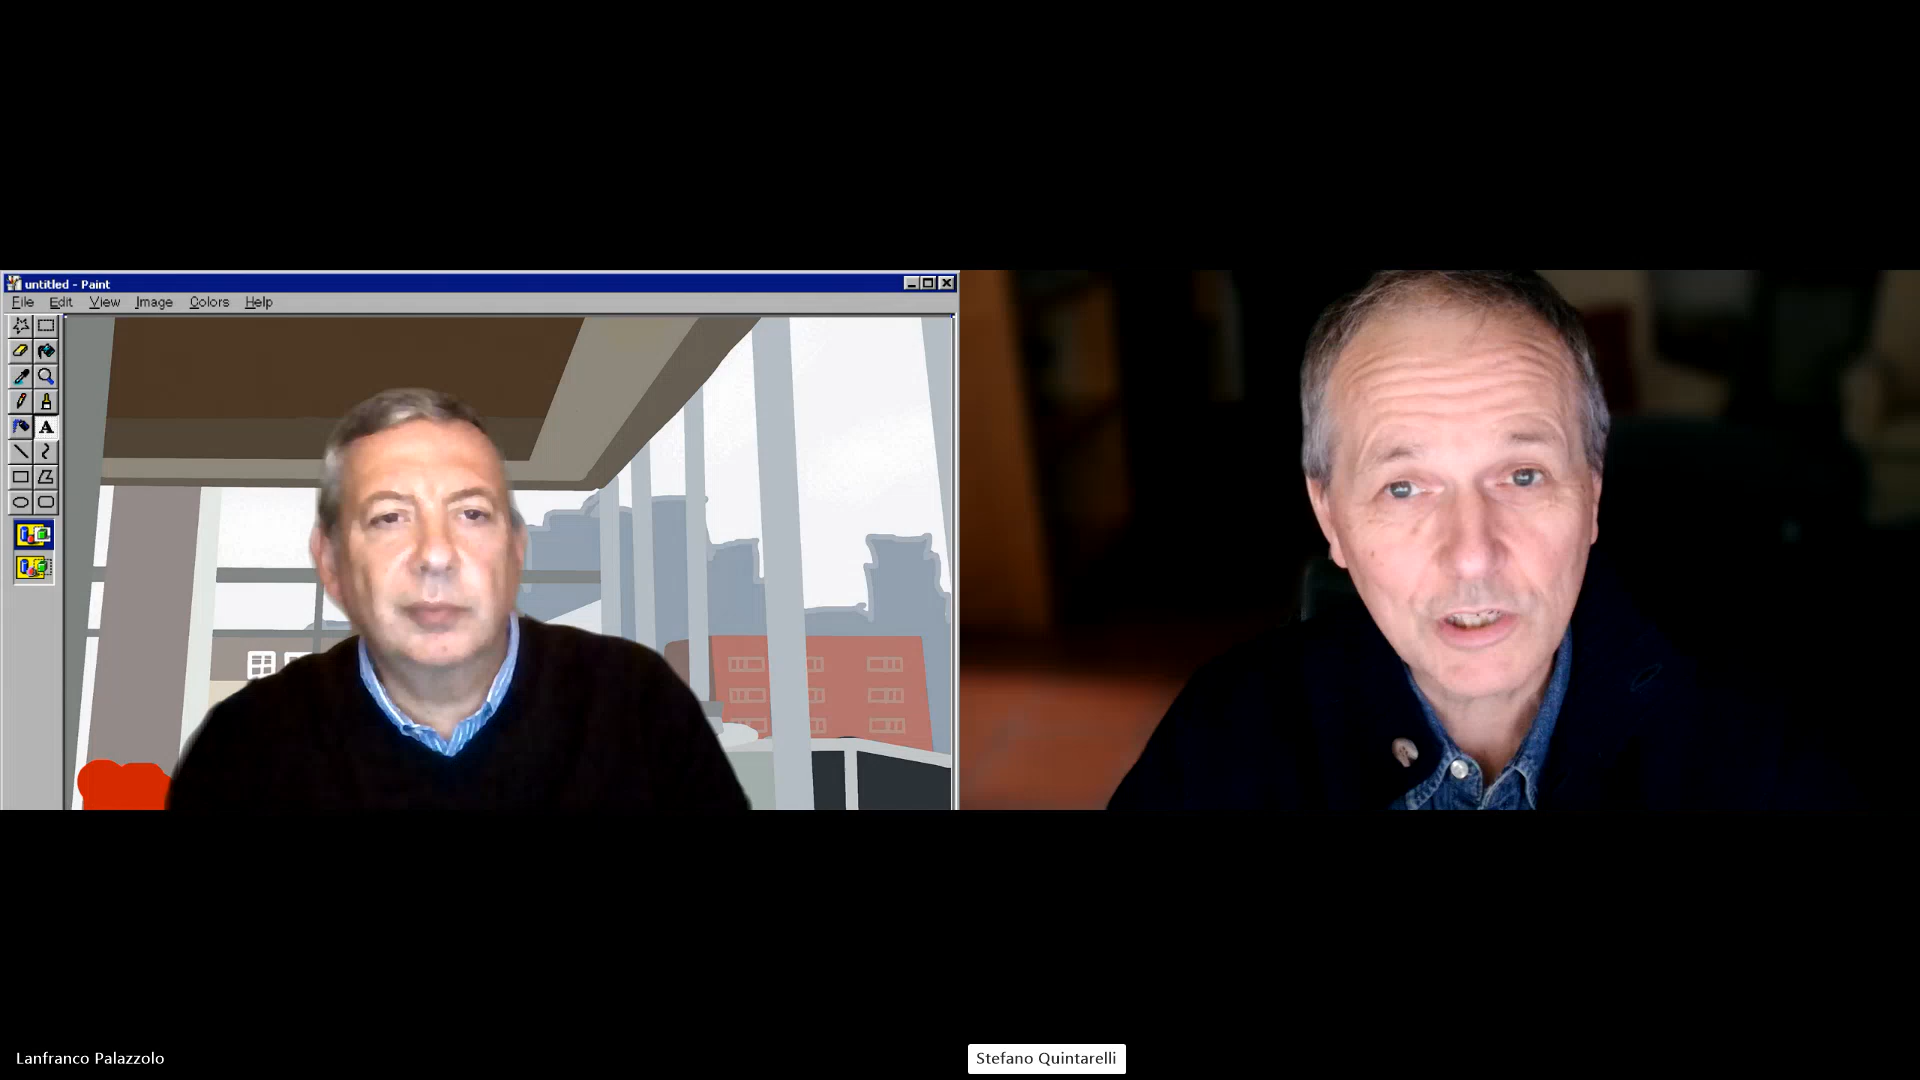 untitled - Paint
File Edit View Image Colors Help
A
Lanfranco Palazzolo
Stefano Quintarelli